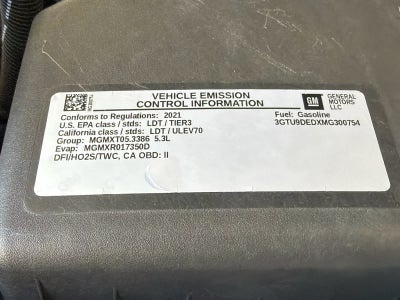 VEHICLE EMISSION
CONTROL INFORMATION
GM
GENERAL
MOTORS
LLC
Conforms to Regulations: 2021
U.S. EPA class / stds: LDT / TIER3
California class / stds: LDT / ULEV70
Group: MGMXT05.3386 5.3L
Evap: MGMXR017350D
DFI/HO2S/TWC, CA OBD: II
Fuel: Gasoline
3GTU9DEDXMG300754